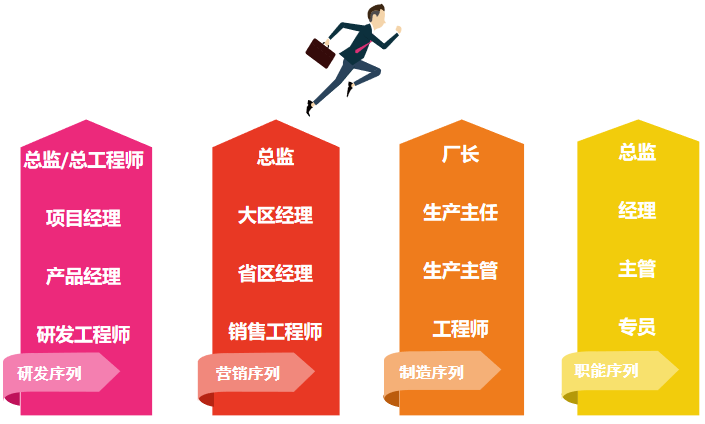 总监/总工程师
项目经理
产品经理
研发工程师
研发序列
总监
大区经理
省区经理
销售工程师
营销序列
厂长
生产主任
生产主管
工程师
制造序列
总监
经理
主管
专员
职能序列